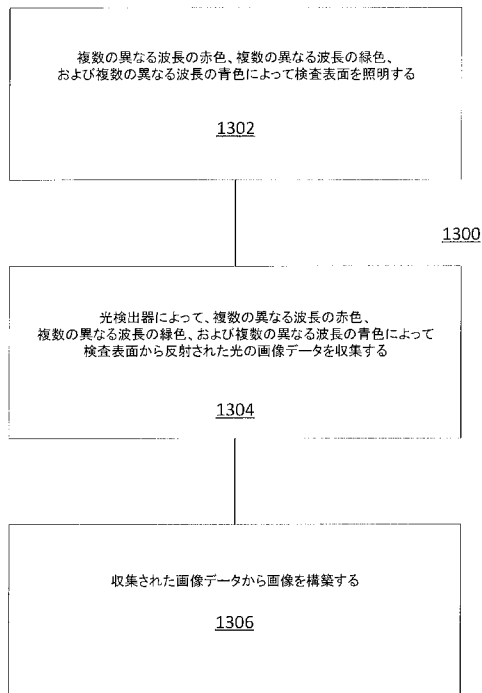 複数の異なる波長の赤色、複数の異なる波長の緑色、
および複数の異なる波長の青色によって検査表面を照明する
1302
1300
光検出器によって、複数の異なる波長の赤色、
複数の異なる波長の緑色、および複数の異なる波長の青色によって
検査表面から反射された光の画像データを収集する
1304
収集された画像データから画像を構築する
1306